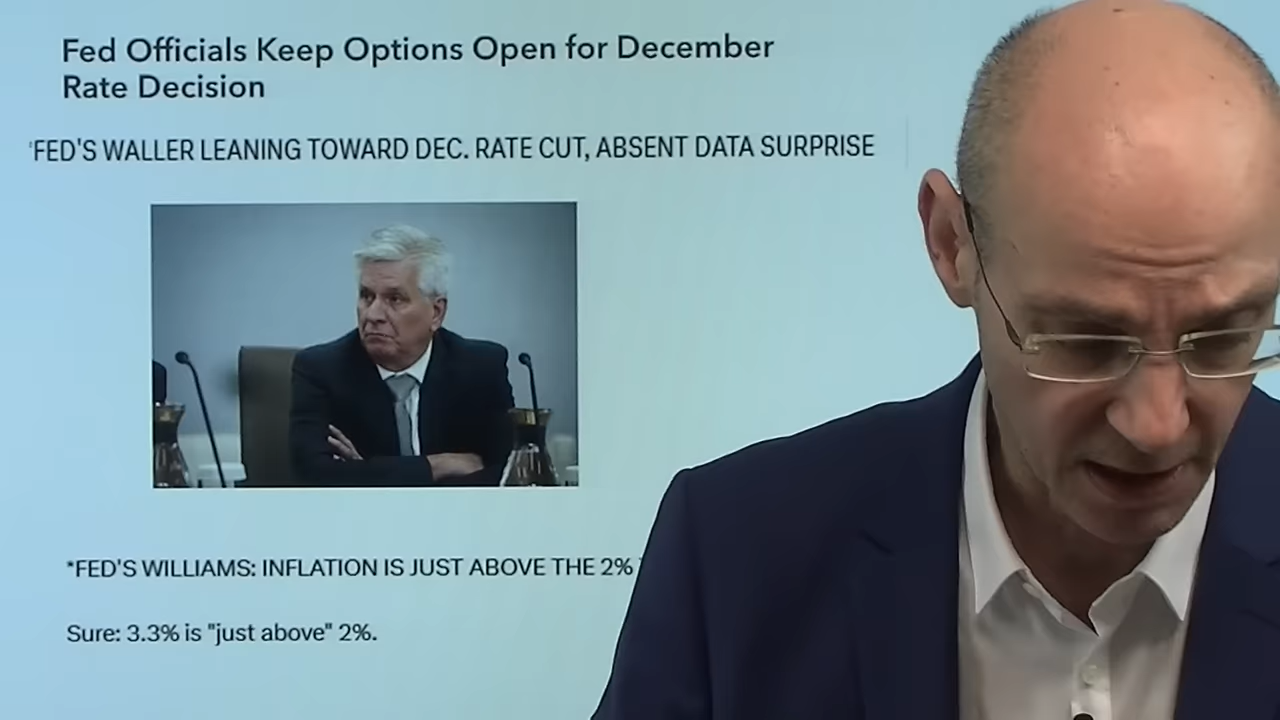 Fed Officials Keep Options Open for December
Rate Decision
'FED'S WALLER LEANING TOWARD DEC. RATE CUT, ABSENT DATA SURPRISE
*FED'S WILLIAMS: INFLATION IS JUST ABOVE THE 2%
Sure: 3.3% is "just above" 2%.